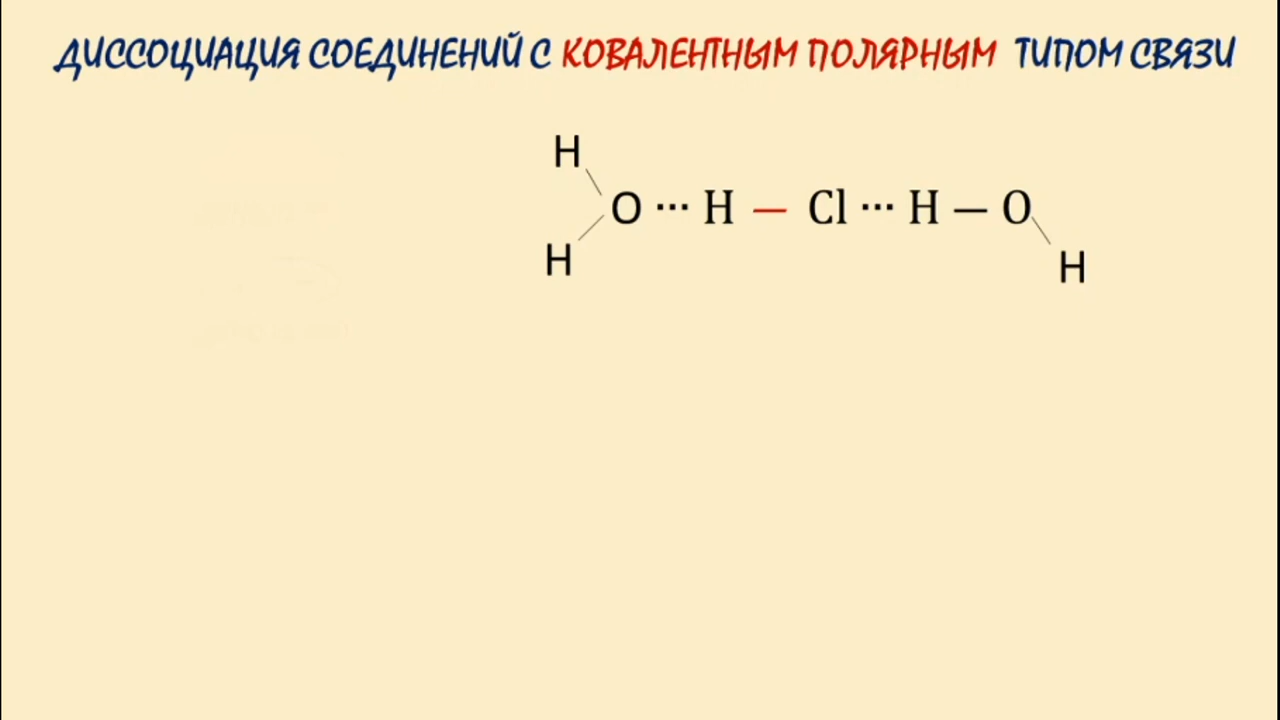 ДИССОЦИАЦИЯ СОЕДИНЕНИЙ С КОВАЛЕНТНЫМ ПОЛЯРНЫМ ТИПОМ СВЯЗИ
H
O ··· H — Cl ··· H — O
H
H